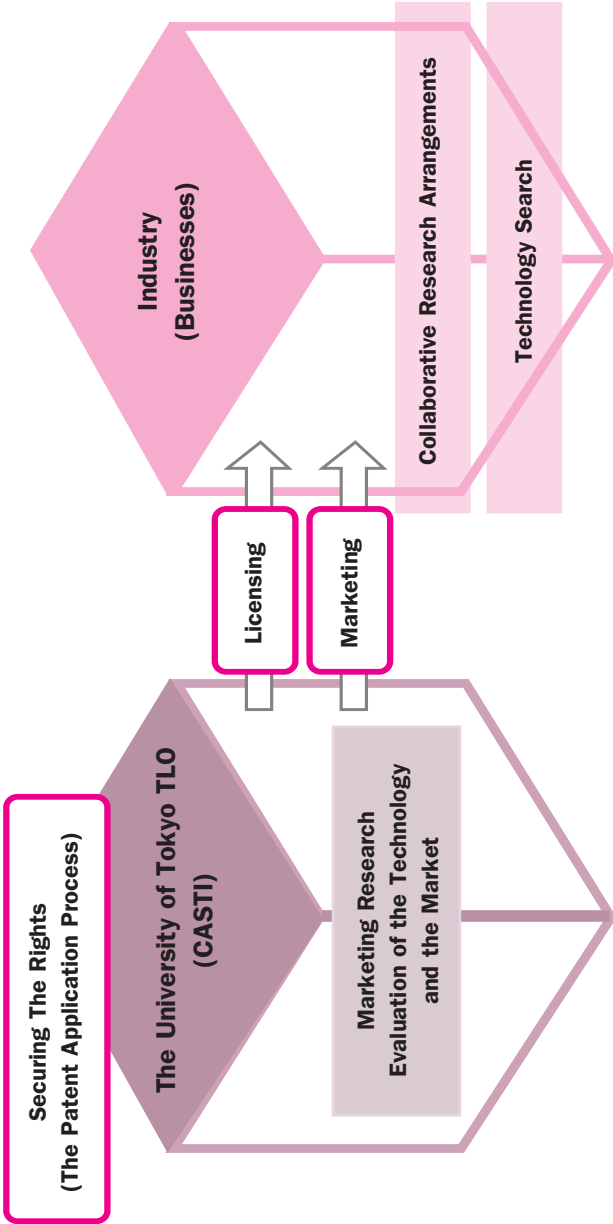 Securing The Rights
(The Patent Application Process)
The University of Tokyo TLO
(CASTI)
Marketing Research
Evaluation of the Technology
and the Market
Licensing
Marketing
Industry
(Businesses)
Collaborative Research Arrangements
Technology Search